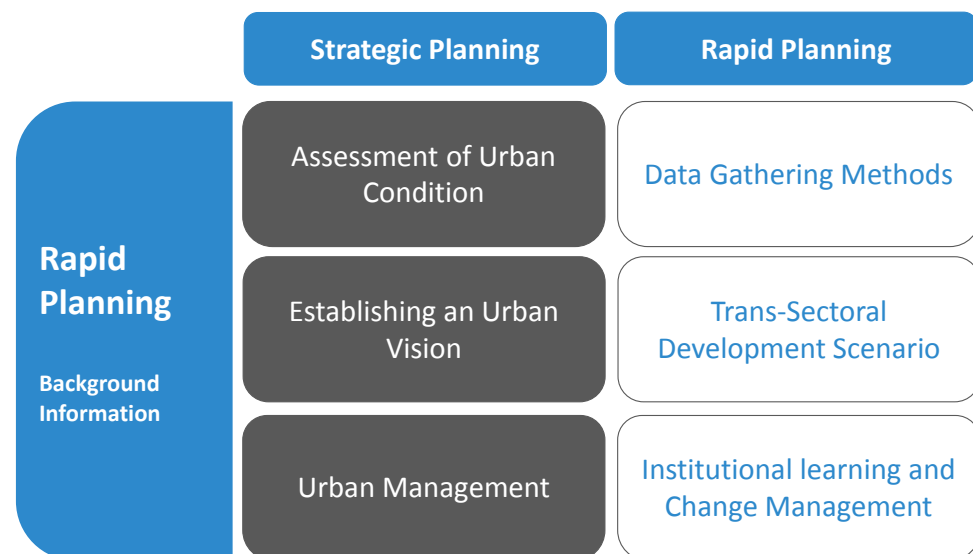 Strategic Planning
Rapid Planning
Rapid
Planning
Background
Information
Assessment of Urban
Condition
Data Gathering Methods
Establishing an Urban
Vision
Trans-Sectoral
Development Scenario
Urban Management
Institutional learning and
Change Management